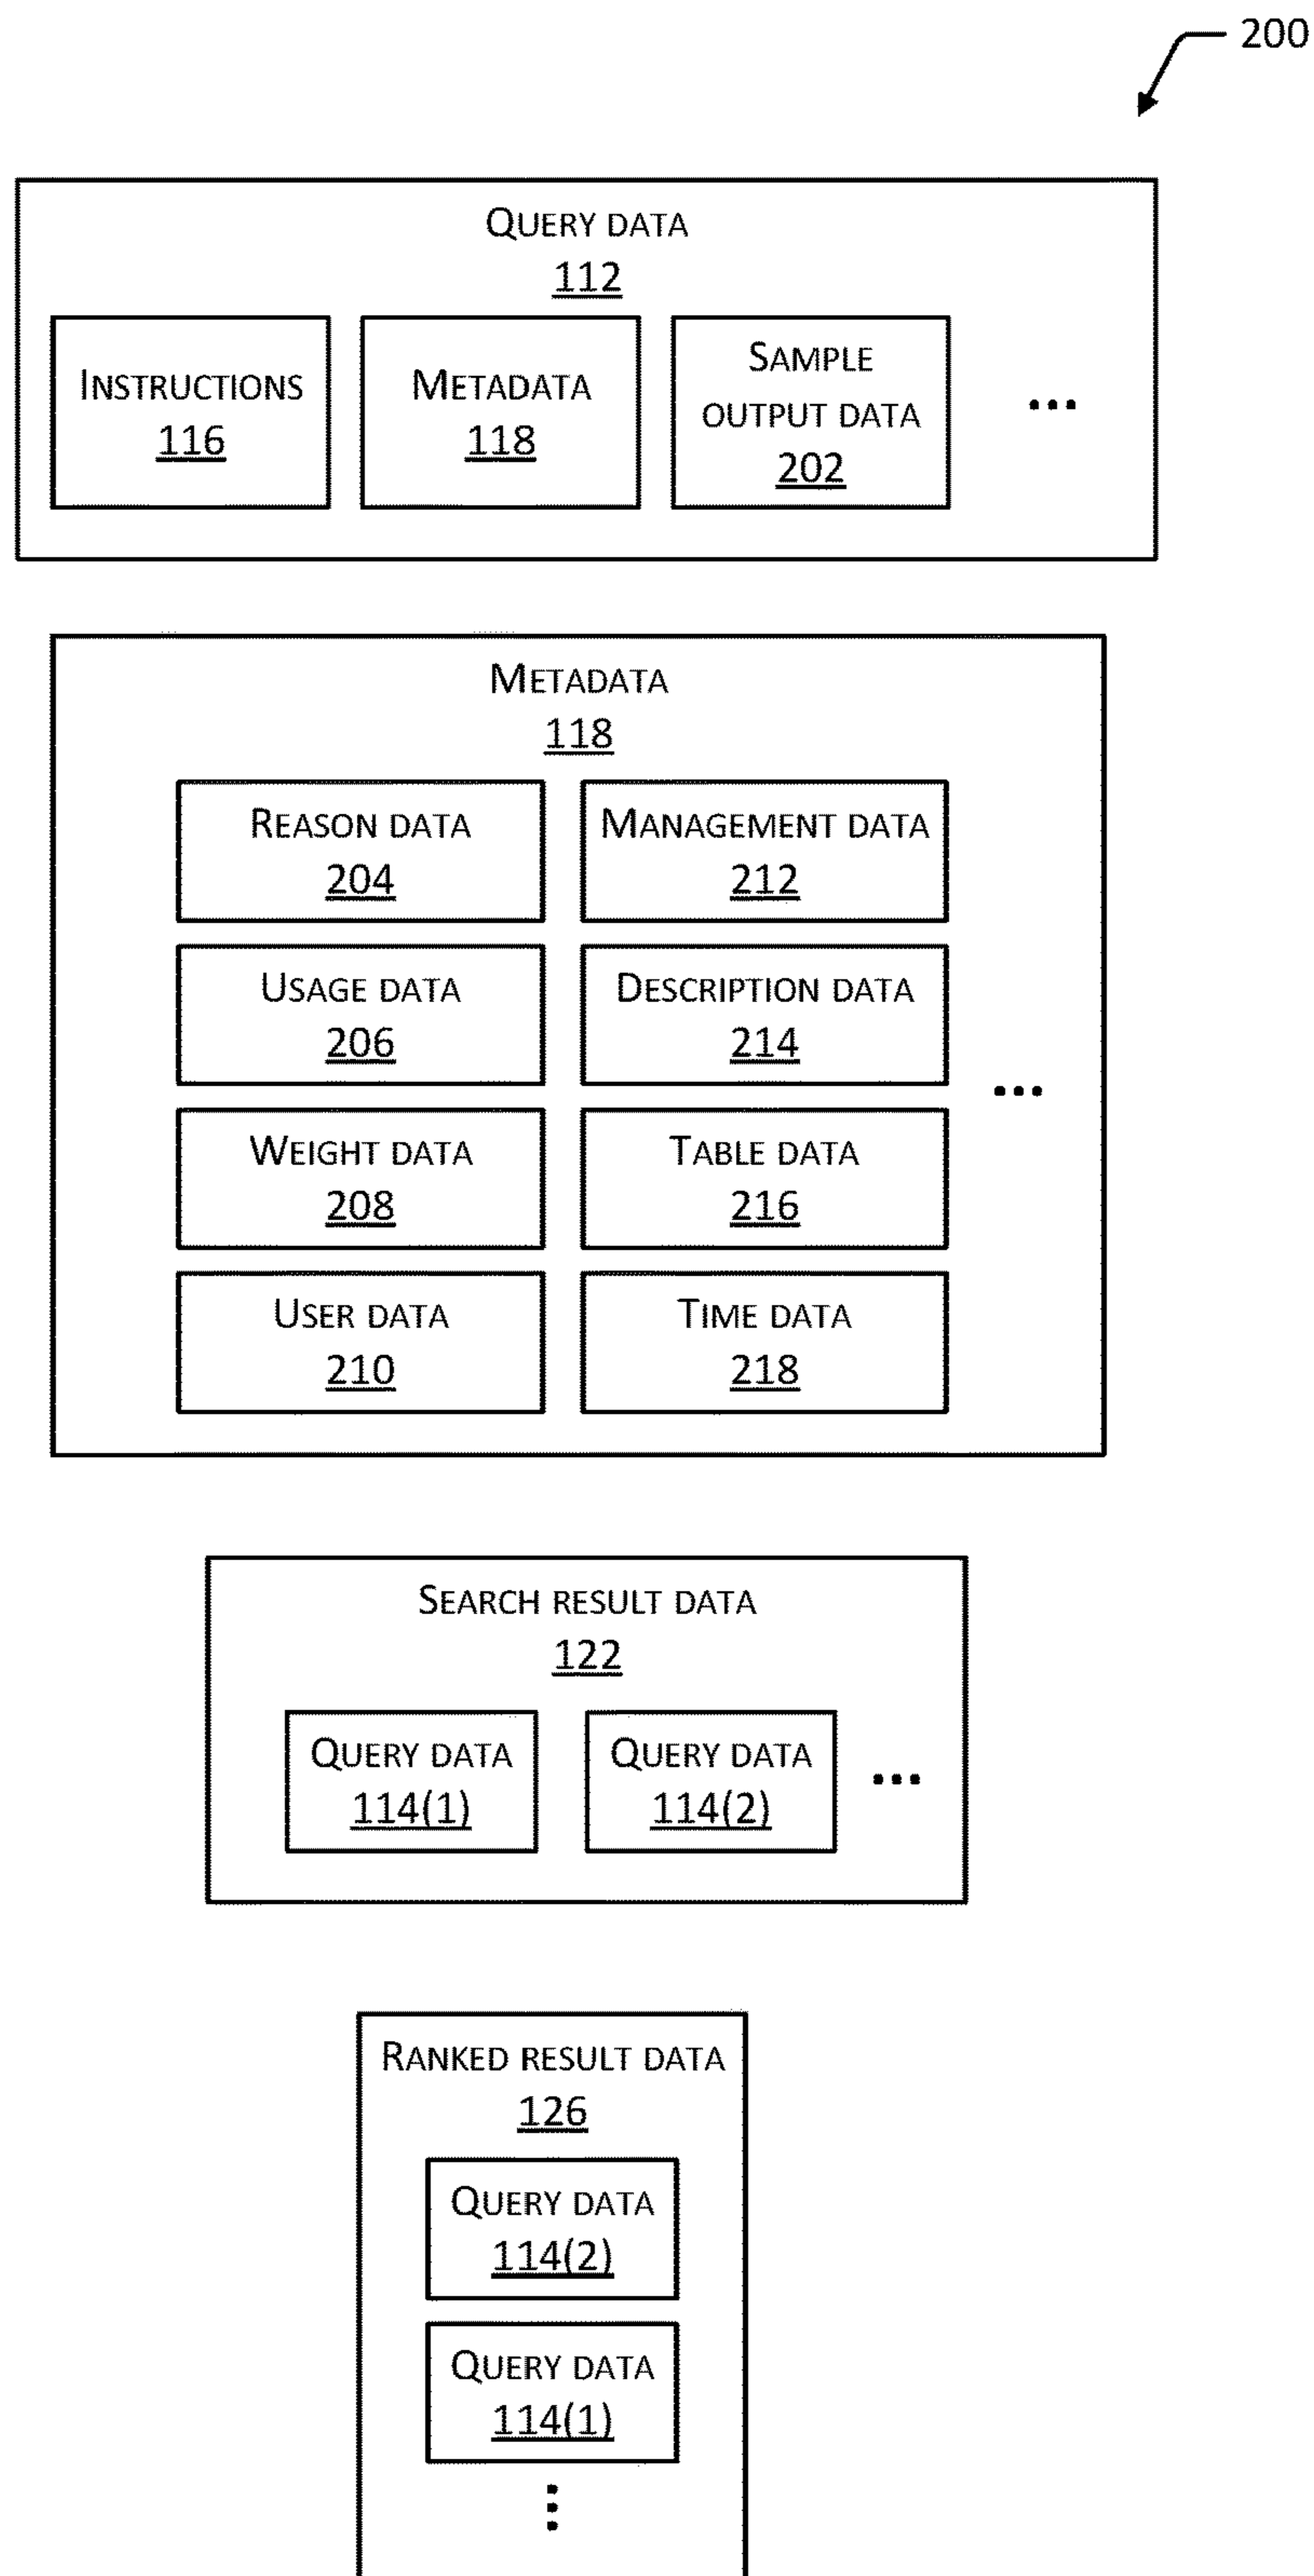 200
QUERY DATA
112
INSTRUCTIONS
116
METADATA
118
SAMPLE
OUTPUT DATA
202
...
METADATA
118
REASON DATA
204
MANAGEMENT DATA
212
USAGE DATA
206
DESCRIPTION DATA
214
...
WEIGHT DATA
208
TABLE DATA
216
USER DATA
210
TIME DATA
218
SEARCH RESULT DATA
122
QUERY DATA
114(1)
QUERY DATA
114(2)
...
RANKED RESULT DATA
126
QUERY DATA
114(2)
QUERY DATA
114(1)
...